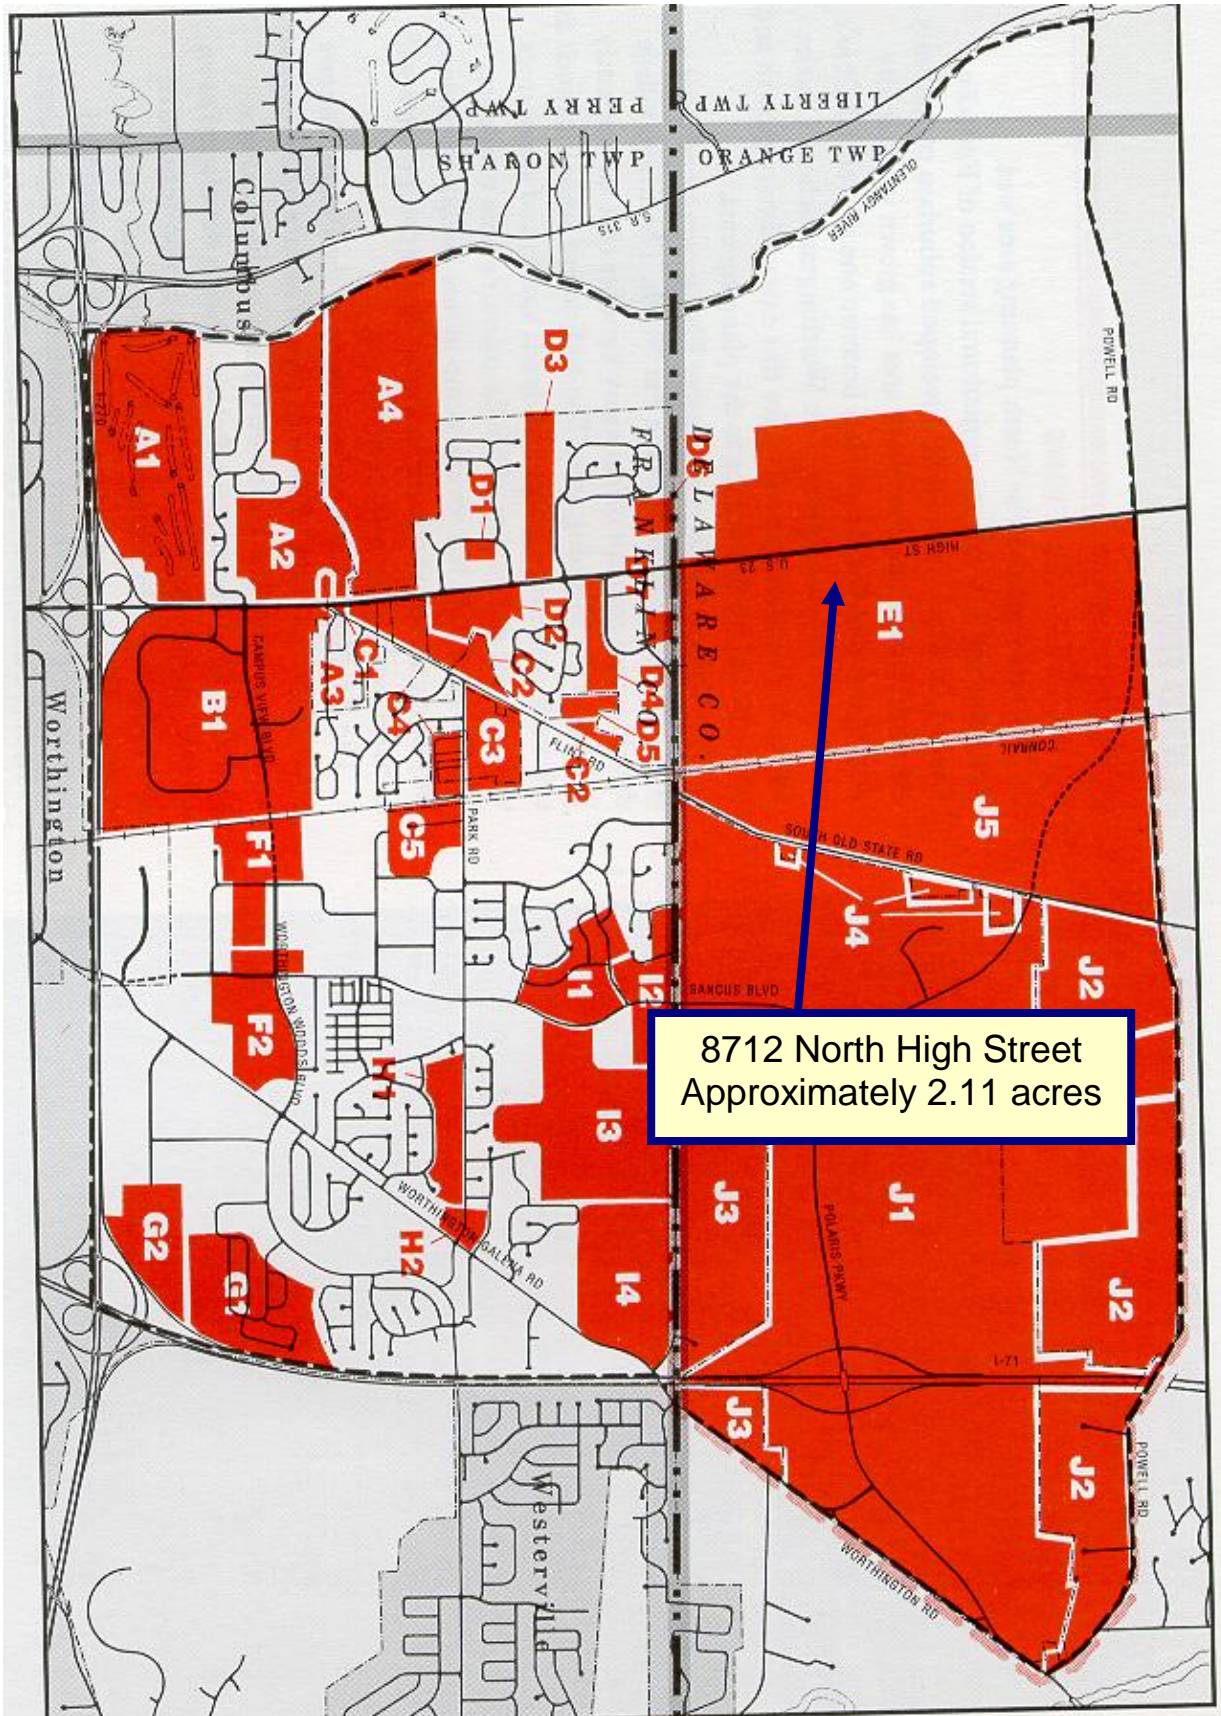 PERRY TWP
LIBERTY TWP
SHARON TWP
ORANGE TWP
OLENTANGY RIVER
S.R. 315
Columbus
POWELL RD
D3
A4
A1
I-270
D6
DELAWARE CO.
FRANKLIN CO.
D1
A2
HIGH ST
U.S. 23
D7
E1
D2
C1
A3
C2
D4
B1
CAMPUS VIEW BLVD
C4
C3
D5
FLINT RD
C2
CONRAIL
Worthington
J5
PARK RD
C5
F1
SOUTH OLD STATE RD
J4
WORTHINGTON WOODS BLVD
I1
I2
SANCUS BLVD
J2
F2
8712 North High Street
Approximately 2.11 acres
H1
I3
J3
J1
G2
WORTHINGTON GALENA RD
H2
POLARIS PKWY
G1
I4
J2
I-71
J3
J2
POWELL RD
Westerville
WORTHINGTON RD